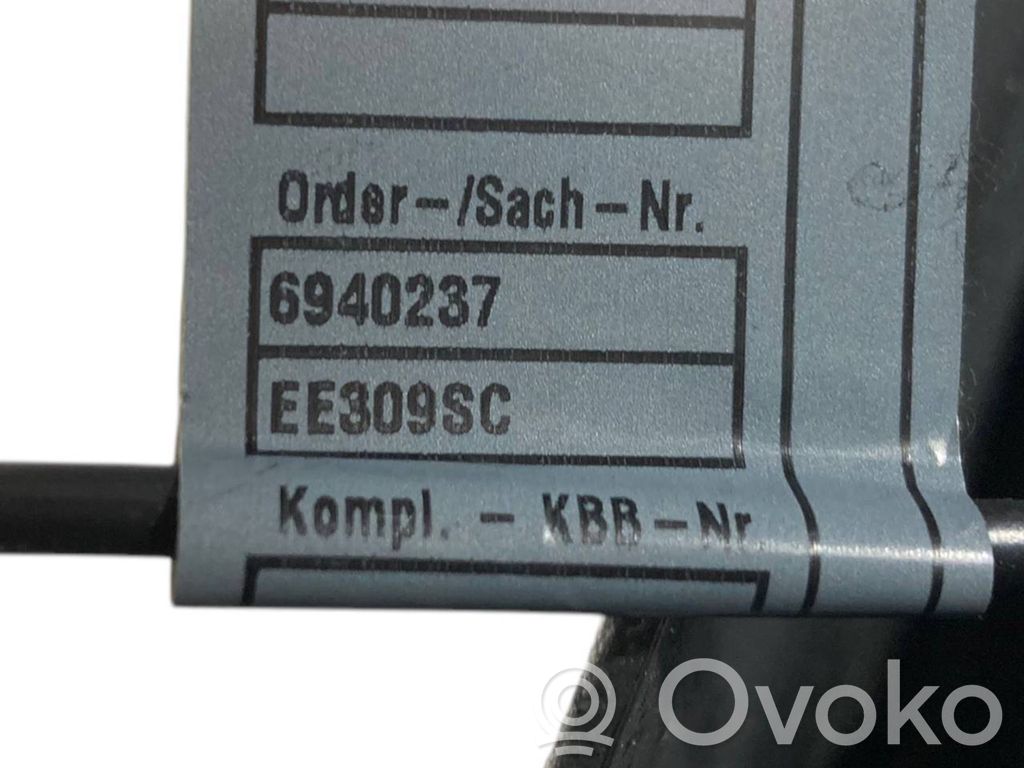 Order-/Sach-Nr.
6940237
EE309SC
Kompl. - KBB-Nr
Ovoko